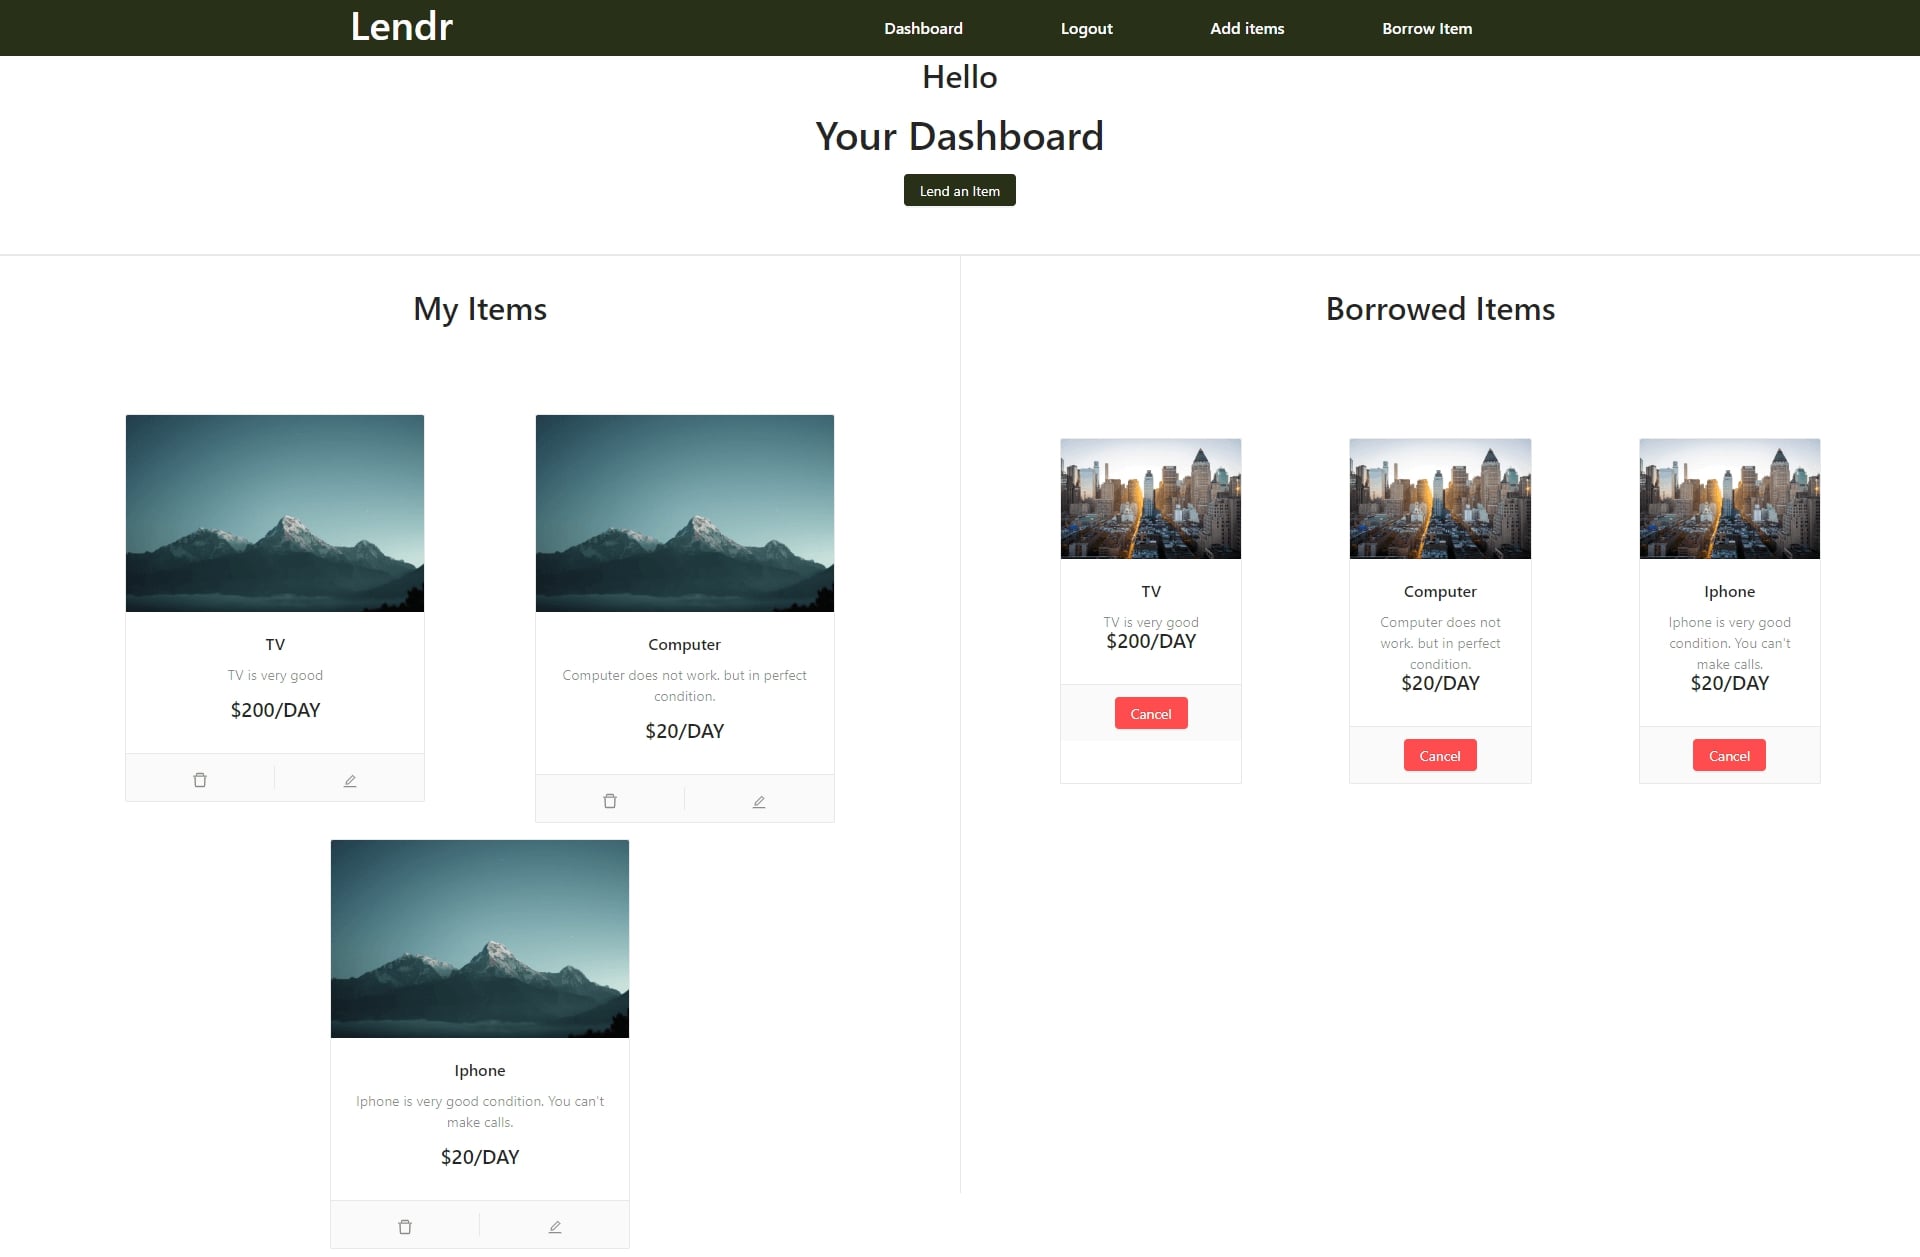 Lendr
Dashboard
Logout
Add items
Borrow Item
Hello
Your Dashboard
Lend an Item
My Items
TV
TV is very good
$200/DAY
Computer
Computer does not work. but in perfect
condition.
$20/DAY
Iphone
Iphone is very good condition. You can't
make calls.
$20/DAY
Borrowed Items
TV
TV is very good
$200/DAY
Cancel
Computer
Computer does not
work. but in perfect
condition.
$20/DAY
Cancel
Iphone
Iphone is very good
condition. You can't
make calls.
$20/DAY
Cancel